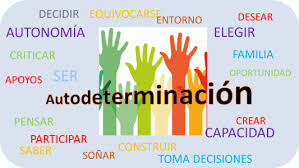 DECIDIR EQUIVOCARSE ENTORNO DESEAR
AUTONOMÍA ELEGIR
CRITICAR FAMILIA
APOYOS SER OPORTUNIDAD
Autodeterminación
PENSAR CREAR
PARTICIPAR CAPACIDAD
SABER CONSTRUIR
SOÑAR TOMA DECISIONES